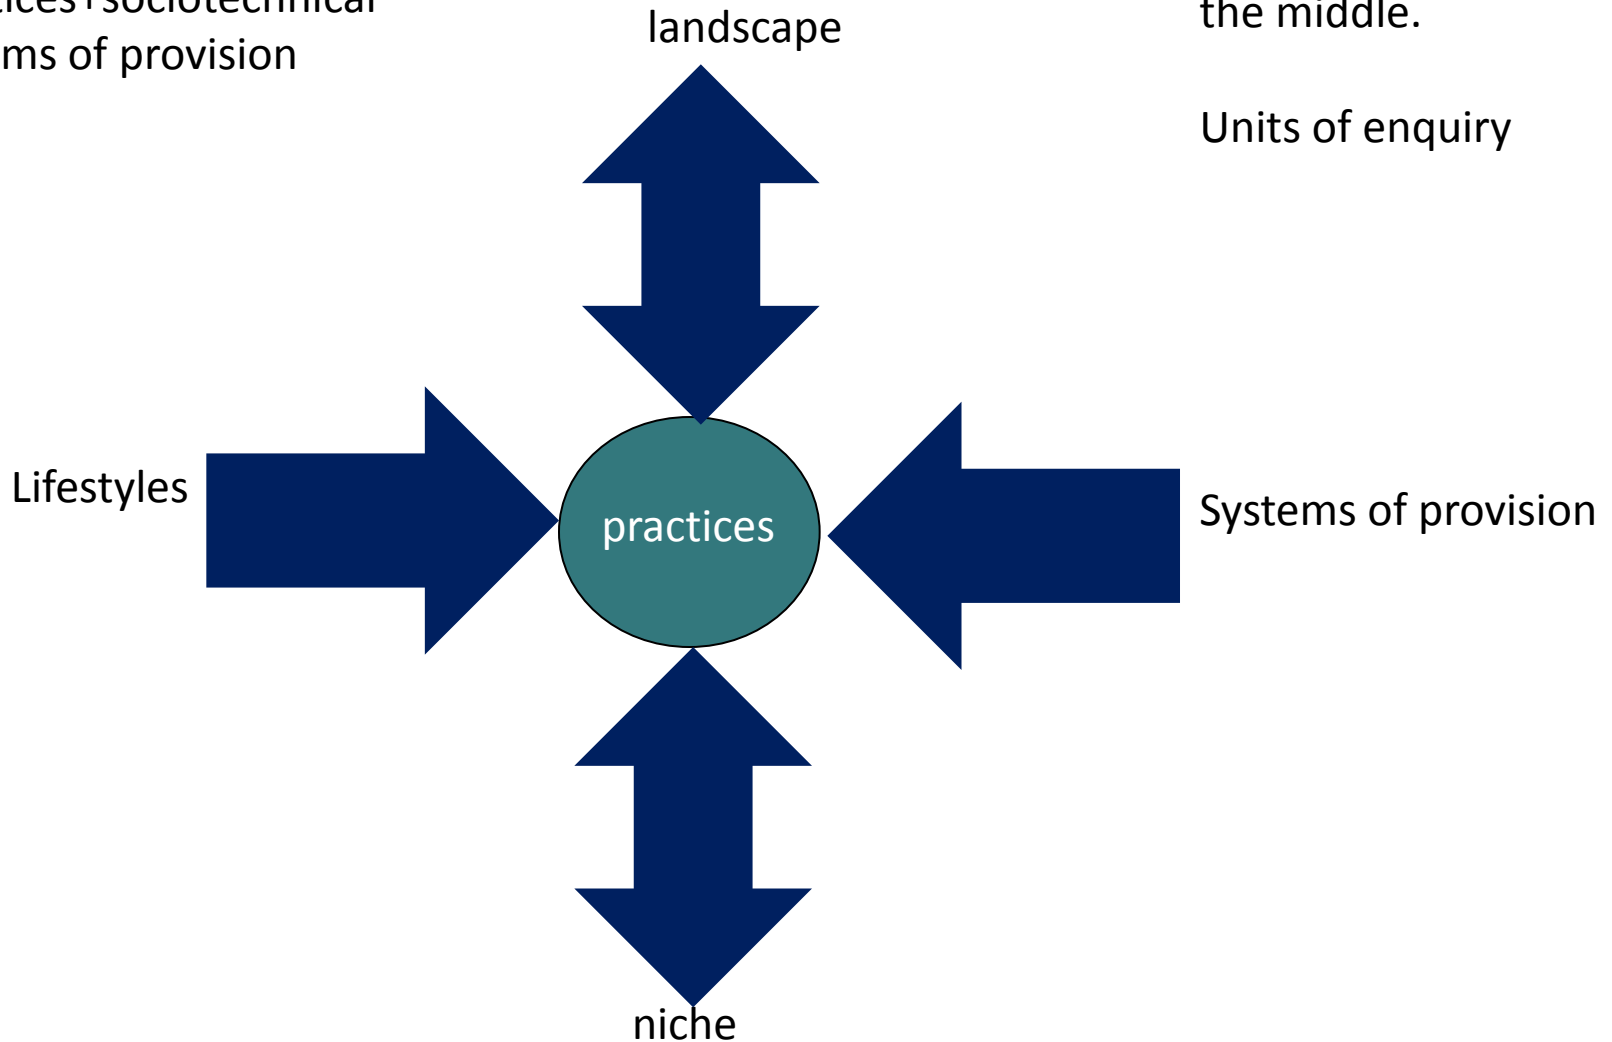 ms of provision
landscape
the middle.
Units of enquiry
Lifestyles
practices
Systems of provision
niche